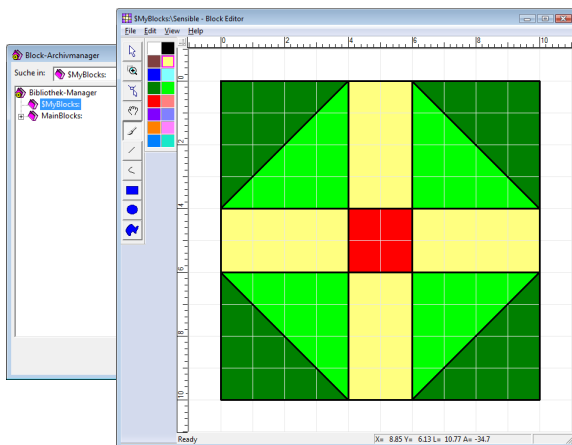 $MyBlocks:\Sensible - Block Editor
File Edit View Help
Block-Archivmanager
Suche in: $MyBlocks:
Bibliothek-Manager
$MyBlocks:
MainBlocks:
0 2 4 6 8 10
0
2
4
6
8
10
Ready X= 8.85 Y= 6.13 L= 10.77 A= -34.7